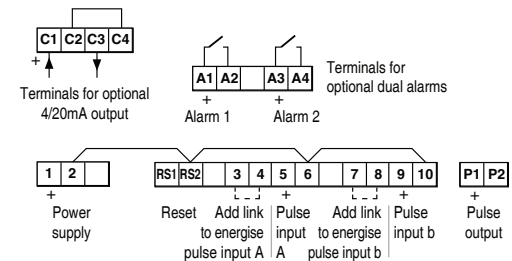 C1 C2 C3 C4
+
Terminals for optional
4/20mA output
A1 A2 A3 A4
+ +
Alarm 1 Alarm 2
Terminals for
optional dual alarms
1 2 RS1 RS2 3 4 5 6 7 8 9 10 P1 P2
+ + + +
Power
supply
Reset
Add link
to energise
pulse input A
Pulse
input
A
Add link
to energise
pulse input b
Pulse
input b
Pulse
output